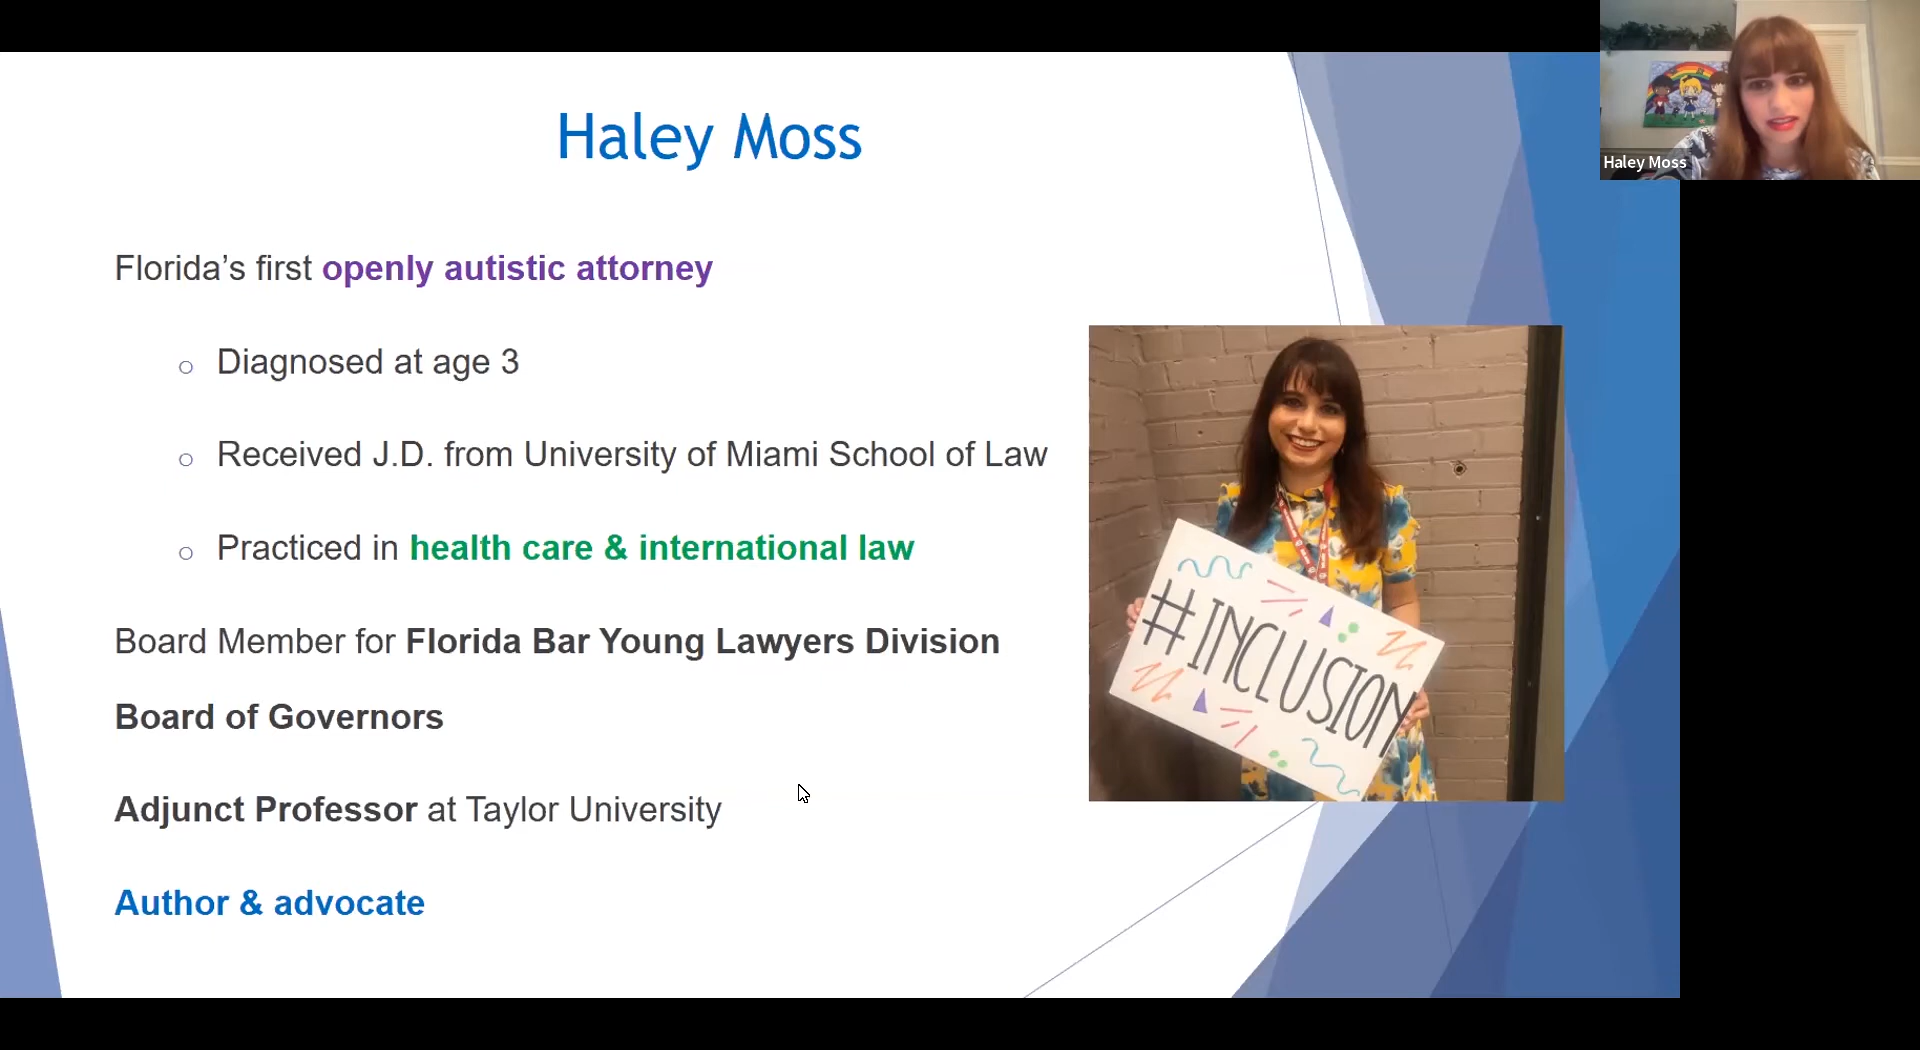 Haley Moss
Haley Moss
Florida’s first openly autistic attorney
o Diagnosed at age 3
o Received J.D. from University of Miami School of Law
o Practiced in health care & international law
Board Member for Florida Bar Young Lawyers Division
Board of Governors
Adjunct Professor at Taylor University
Author & advocate
#INCLUSION